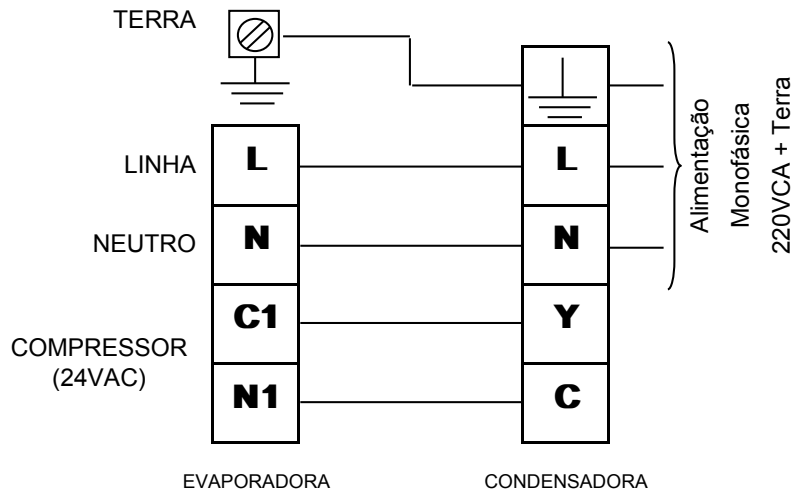 TERRA
LINHA
L
L
NEUTRO
N
N
C1
Y
COMPRESSOR
(24VAC)
N1
C
EVAPORADORA
CONDENSADORA
Alimentação
Monofásica
220VCA + Terra